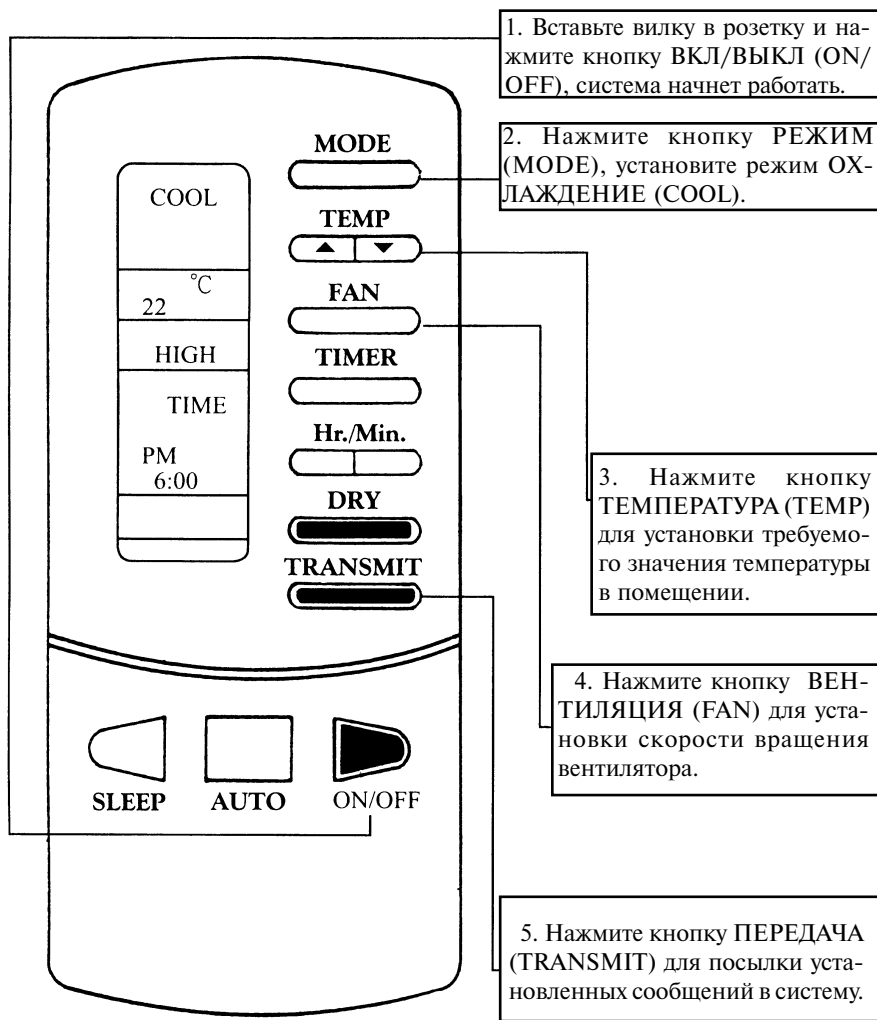 1. Вставьте вилку в розетку и на-
жмите кнопку ВКЛ/ВЫКЛ (ON/
OFF), система начнет работать.
MODE
2. Нажмите кнопку РЕЖИМ
(MODE), установите режим ОХ-
ЛАЖДЕНИЕ (COOL).
COOL
TEMP
°C
22
FAN
HIGH
TIMER
TIME
Hr./Min.
PM
6:00
DRY
TRANSMIT
3. Нажмите кнопку
ТЕМПЕРАТУРА (TEMP)
для установки требуемо-
го значения температуры
в помещении.
4. Нажмите кнопку ВЕН-
ТИЛЯЦИЯ (FAN) для уста-
новки скорости вращения
вентилятора.
SLEEP AUTO ON/OFF
5. Нажмите кнопку ПЕРЕДАЧА
(TRANSMIT) для посылки уста-
новленных сообщений в систему.